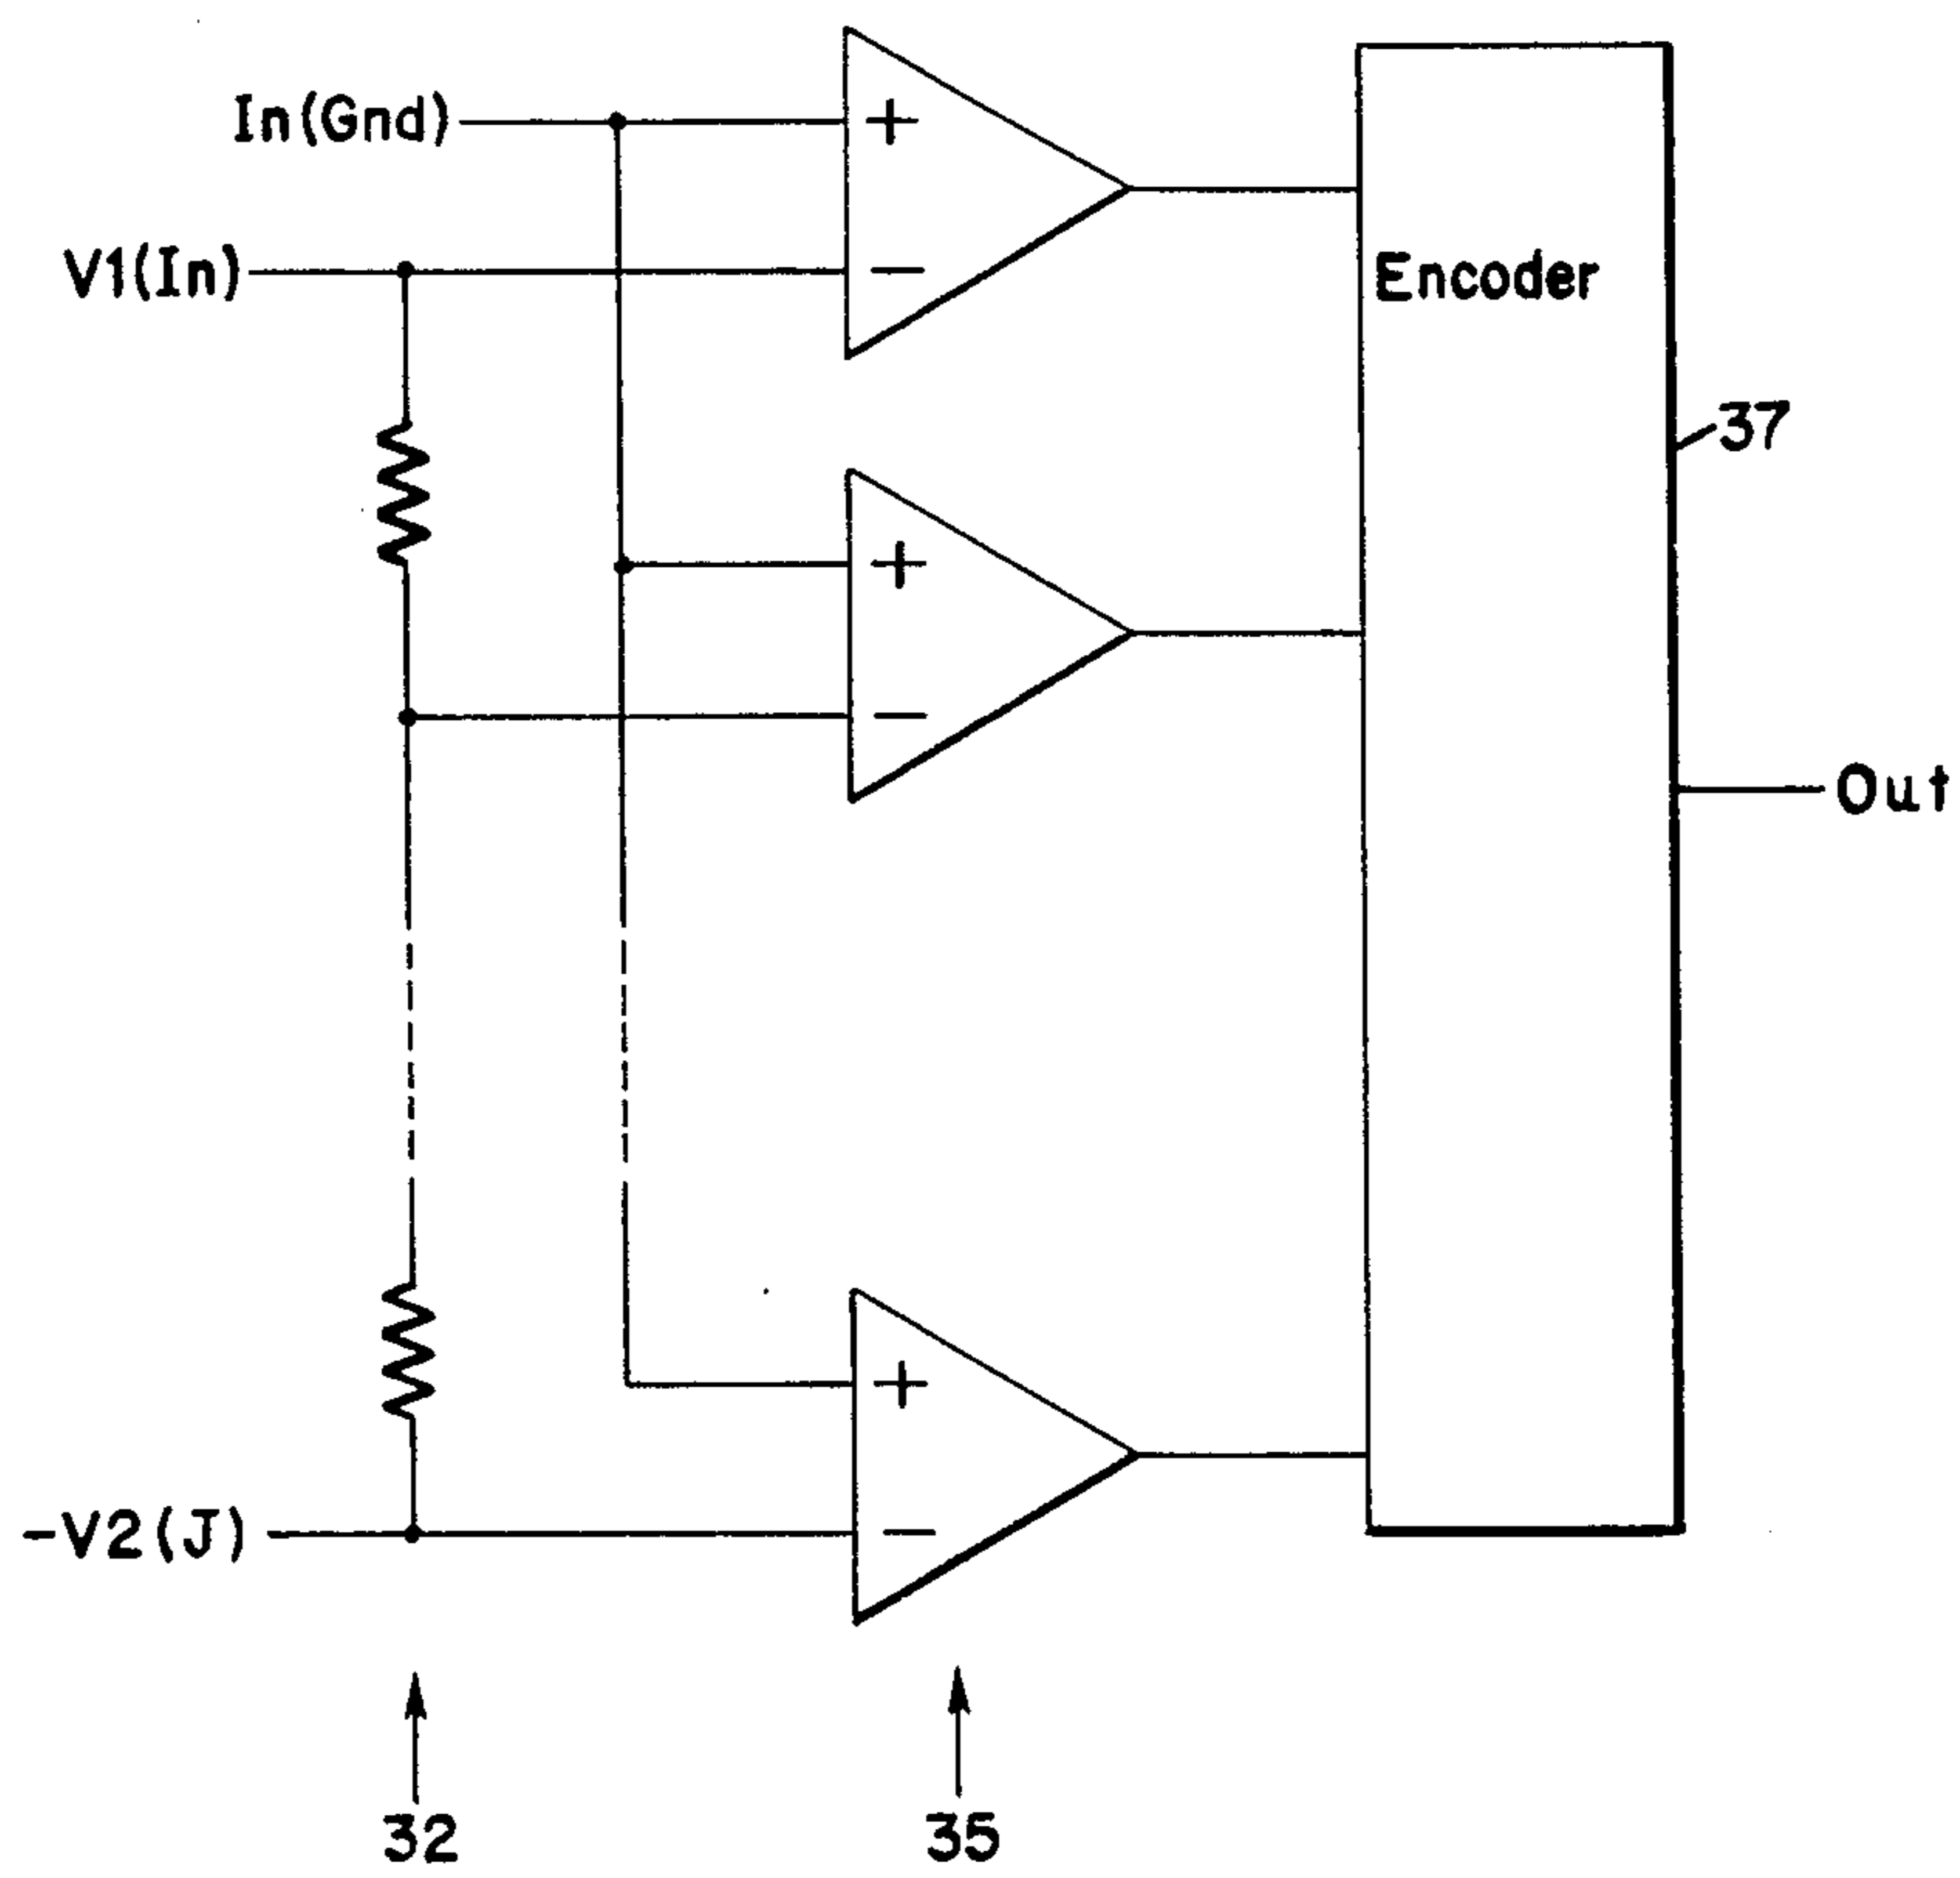 In(Gnd)
+
V1(In)
−
Encoder
37
+
−
Out
+
-V2(J)
−
32
35